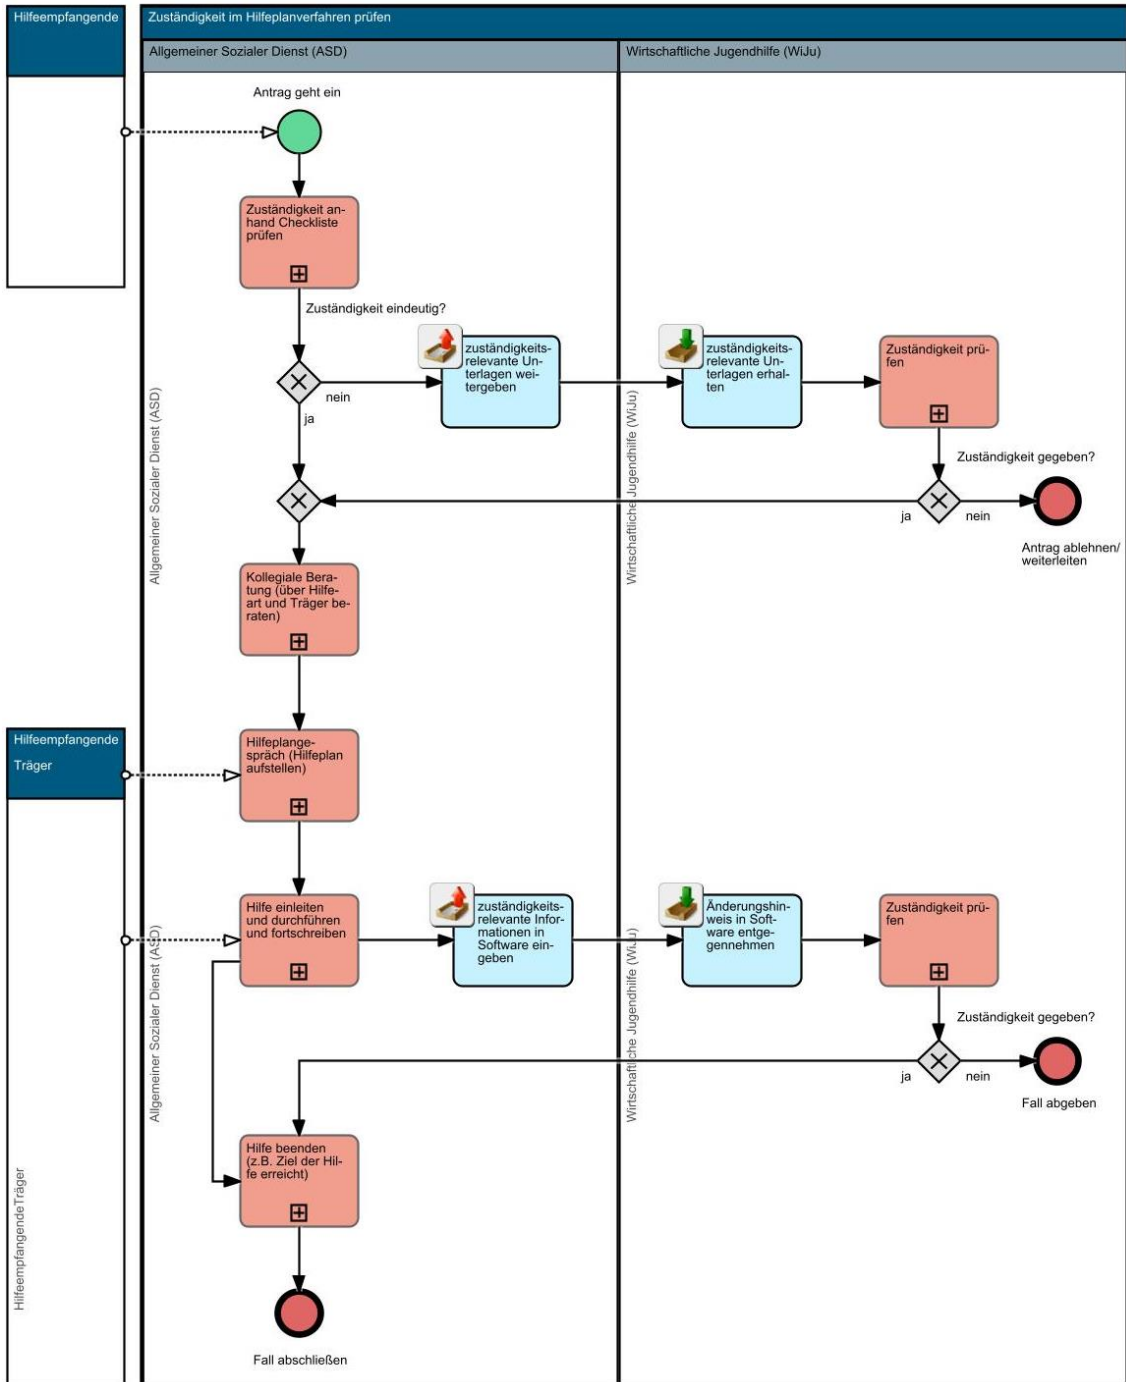 Hilfeempfangende
Zuständigkeit im Hilfeplanverfahren prüfen
Allgemeiner Sozialer Dienst (ASD)
Wirtschaftliche Jugendhilfe (WiJu)
Antrag geht ein
Zuständigkeit an-
hand Checkliste
prüfen
Zuständigkeit eindeutig?
nein
ja
zuständigkeits-
relevante Un-
terlagen wei-
tergeben
zuständigkeits-
relevante Un-
terlagen erhal-
ten
Zuständigkeit prü-
fen
Zuständigkeit gegeben?
ja
nein
Antrag ablehnen/
weiterleiten
Allgemeiner Sozialer Dienst (ASD)
Wirtschaftliche Jugendhilfe (WiJu)
Kollegiale Bera-
tung (über Hilfe-
art und Träger be-
raten)
Hilfeempfangende
Träger
Hilfeplange-
spräch (Hilfeplan
aufstellen)
Hilfe einleiten
und durchführen
und fortschreiben
zuständigkeits-
relevante Infor-
mationen in
Software ein-
geben
Änderungshin-
weis in Soft-
ware entge-
gennehmen
Zuständigkeit prü-
fen
Zuständigkeit gegeben?
ja
nein
Fall abgeben
Allgemeiner Sozialer Dienst (ASD)
Wirtschaftliche Jugendhilfe (WiJu)
Hilfe beenden
(z.B. Ziel der Hil-
fe erreicht)
HilfeempfangendeTräger
Fall abschließen